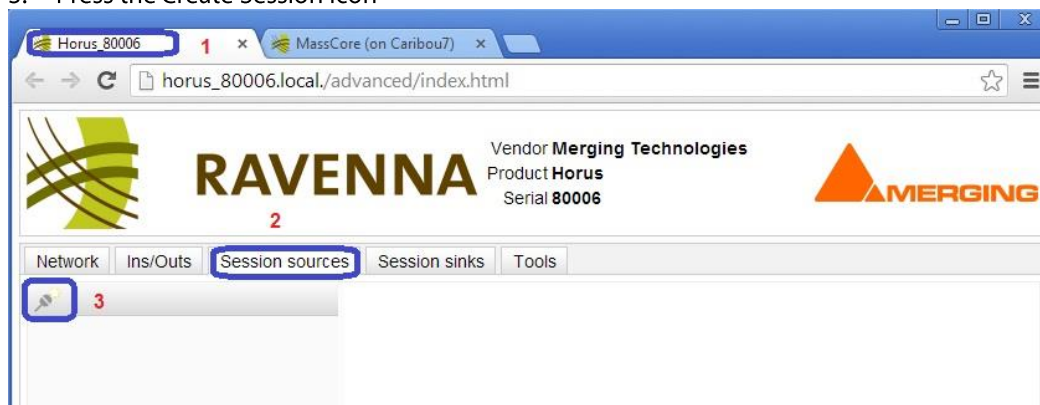 3. Press the Create Session icon
Horus_80006 1 × MassCore (on Caribou7) ×
horus_80006.local./advanced/index.html
RAVENNA
Vendor Merging Technologies
Product Horus
Serial 80006
MERGING
2
Network Ins/Outs Session sources Session sinks Tools
3